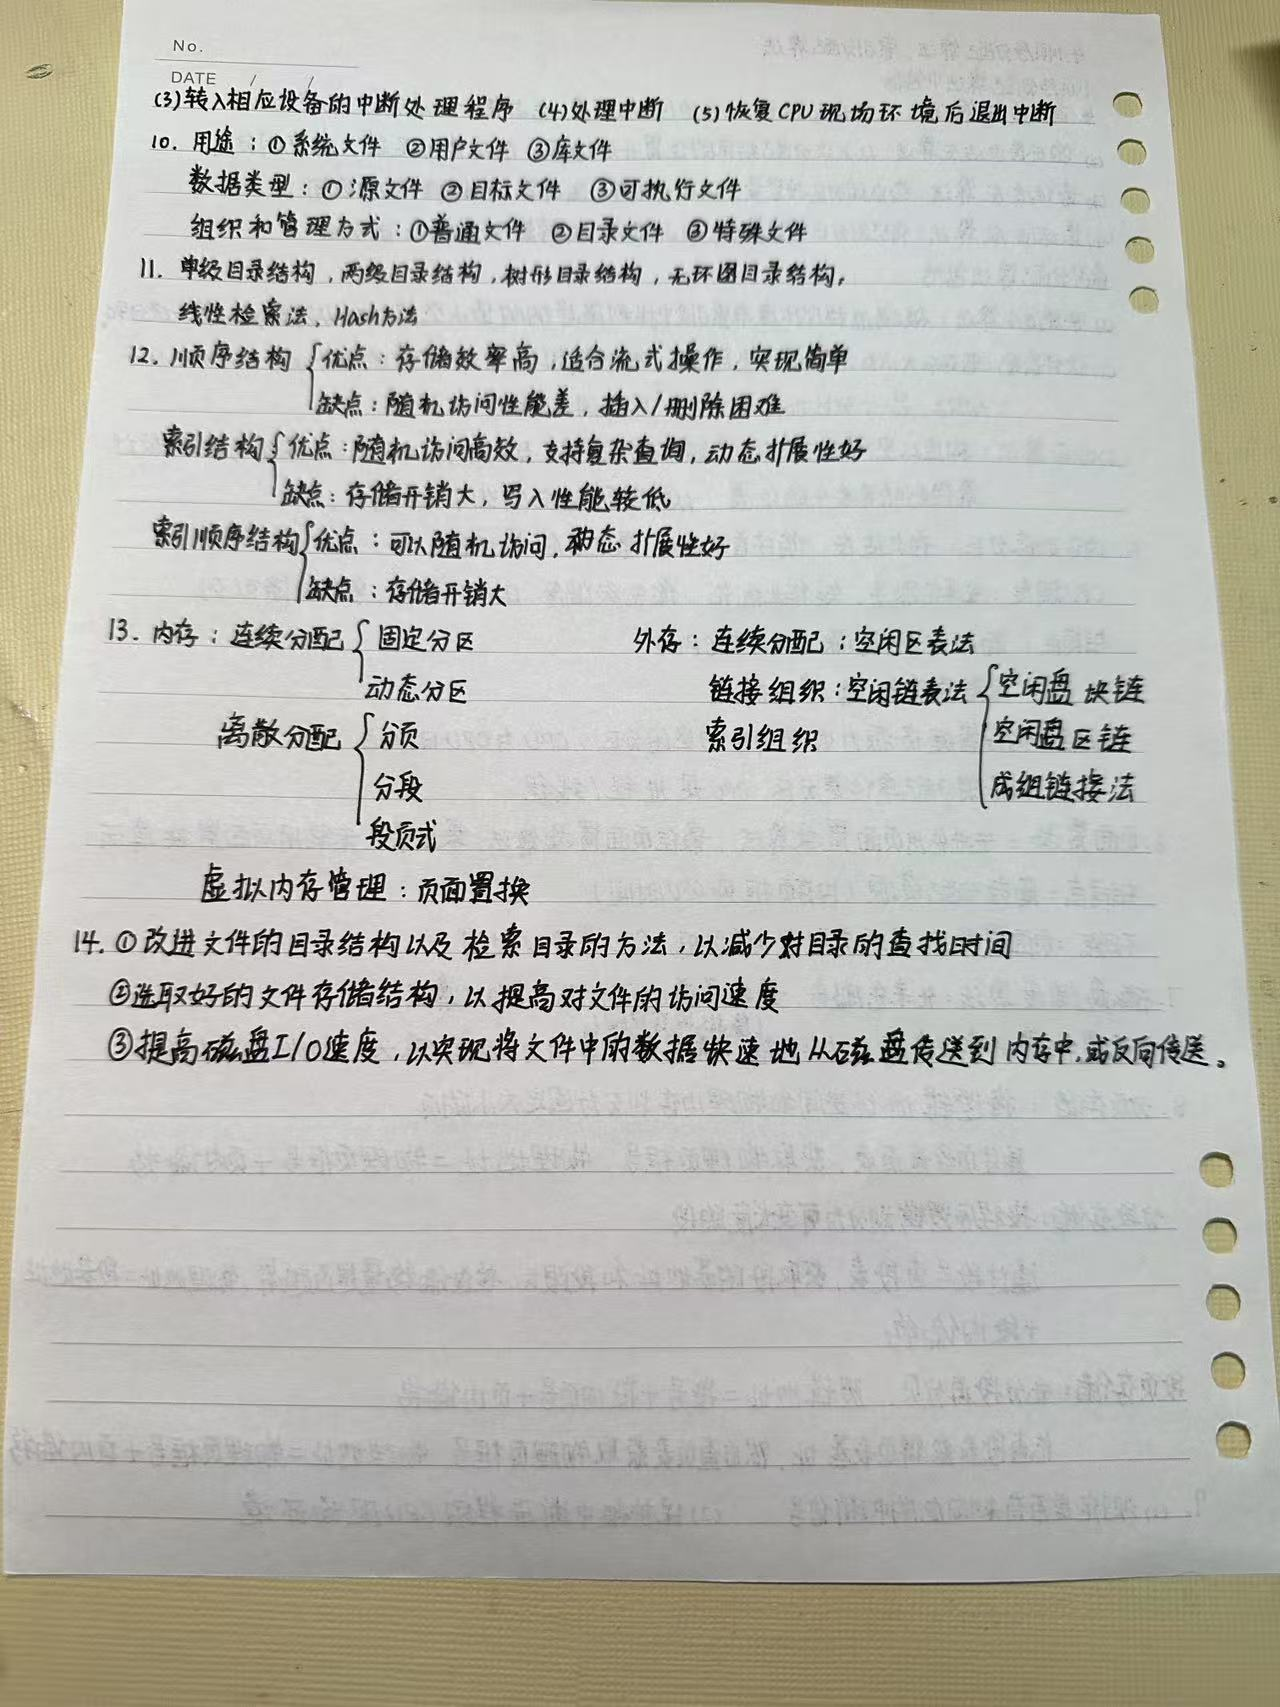 No.
DATE / /
(3)转入相应设备的中断处理程序 (4)处理中断 (5)恢复CPU现场环境后退出中断
10. 用途：①系统文件 ②用户文件 ③库文件
数据类型：①源文件 ②目标文件 ③可执行文件
组织和管理方式：①普通文件 ②目录文件 ③特殊文件
11. 单级目录结构，两级目录结构，树形目录结构，无环图目录结构。
线性检索法、Hash方法
12. 顺序结构 { 优点：存储效率高，适合流式操作，实现简单
缺点：随机访问性能差，插入/删除困难
索引结构 { 优点：随机访问高效，支持复杂查询，动态扩展性好
缺点：存储开销大，写入性能较低
索引顺序结构 { 优点：可以随机访问，动态扩展性好
缺点：存储开销大
13. 内存：连续分配 { 固定分区 外存：连续分配：空闲区表法
动态分区 链接组织：空闲链表法 { 空闲盘块链
离散分配 { 分页 索引组织 空闲盘区链
分段 成组链接法
段页式
虚拟内存管理：页面置换
14. ①改进文件的目录结构以及检索目录的方法，以减少对目录的查找时间
②选取好的文件存储结构，以提高对文件的访问速度
③提高磁盘I/O速度，以实现将文件中的数据快速地从磁盘传送到内存中，或反向传送。